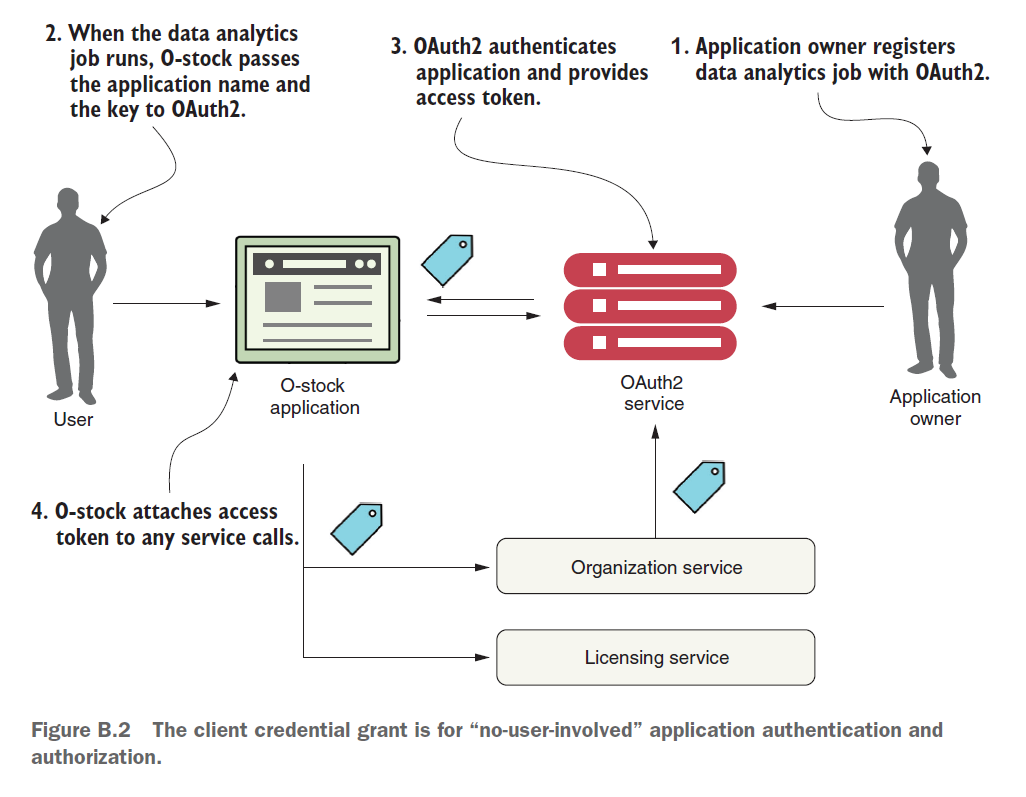 2. When the data analytics
job runs, O-stock passes
the application name and
the key to OAuth2.
3. OAuth2 authenticates
application and provides
access token.
1. Application owner registers
data analytics job with OAuth2.
User
O-stock
application
OAuth2
service
Application
owner
4. O-stock attaches access
token to any service calls.
Organization service
Licensing service
Figure B.2 The client credential grant is for “no-user-involved” application authentication and
authorization.